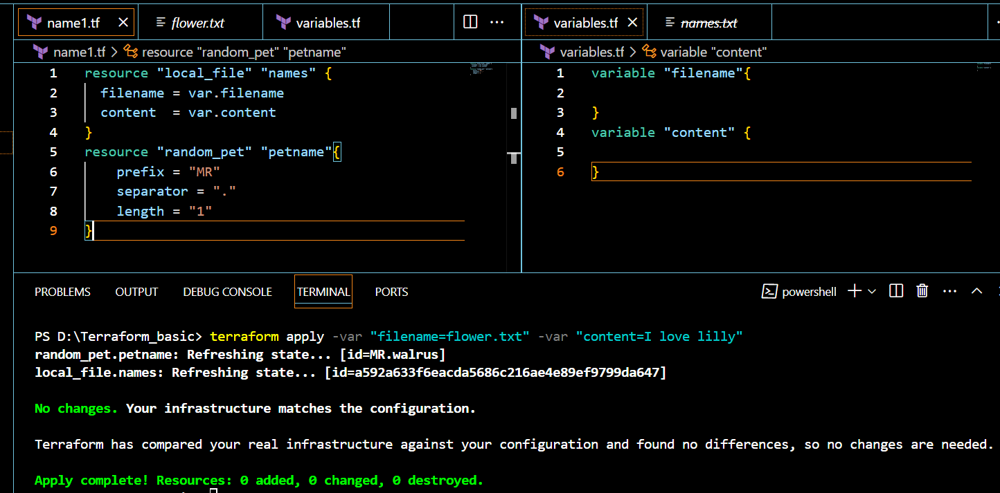 name1.tf
flower.txt
variables.tf
variables.tf
names.txt
name1.tf > resource "random_pet" "petname"
1 resource "local_file" "names" {
2 filename = var.filename
3 content  = var.content
4 }
5 resource "random_pet" "petname"{
6 prefix = "MR"
7 separator = "."
8 length = "1"
9 }
variables.tf > variable "content"
1 variable "filename"{
2
3 }
4 variable "content" {
5
6 }
PROBLEMS OUTPUT DEBUG CONSOLE TERMINAL PORTS powershell
PS D:\Terraform_basic> terraform apply -var "filename=flower.txt" -var "content=I love lilly"
random_pet.petname: Refreshing state... [id=MR.walrus]
local_file.names: Refreshing state... [id=a592a633f6eacda5686c216ae4e89ef9799da647]
No changes. Your infrastructure matches the configuration.
Terraform has compared your real infrastructure against your configuration and found no differences, so no changes are needed.
Apply complete! Resources: 0 added, 0 changed, 0 destroyed.